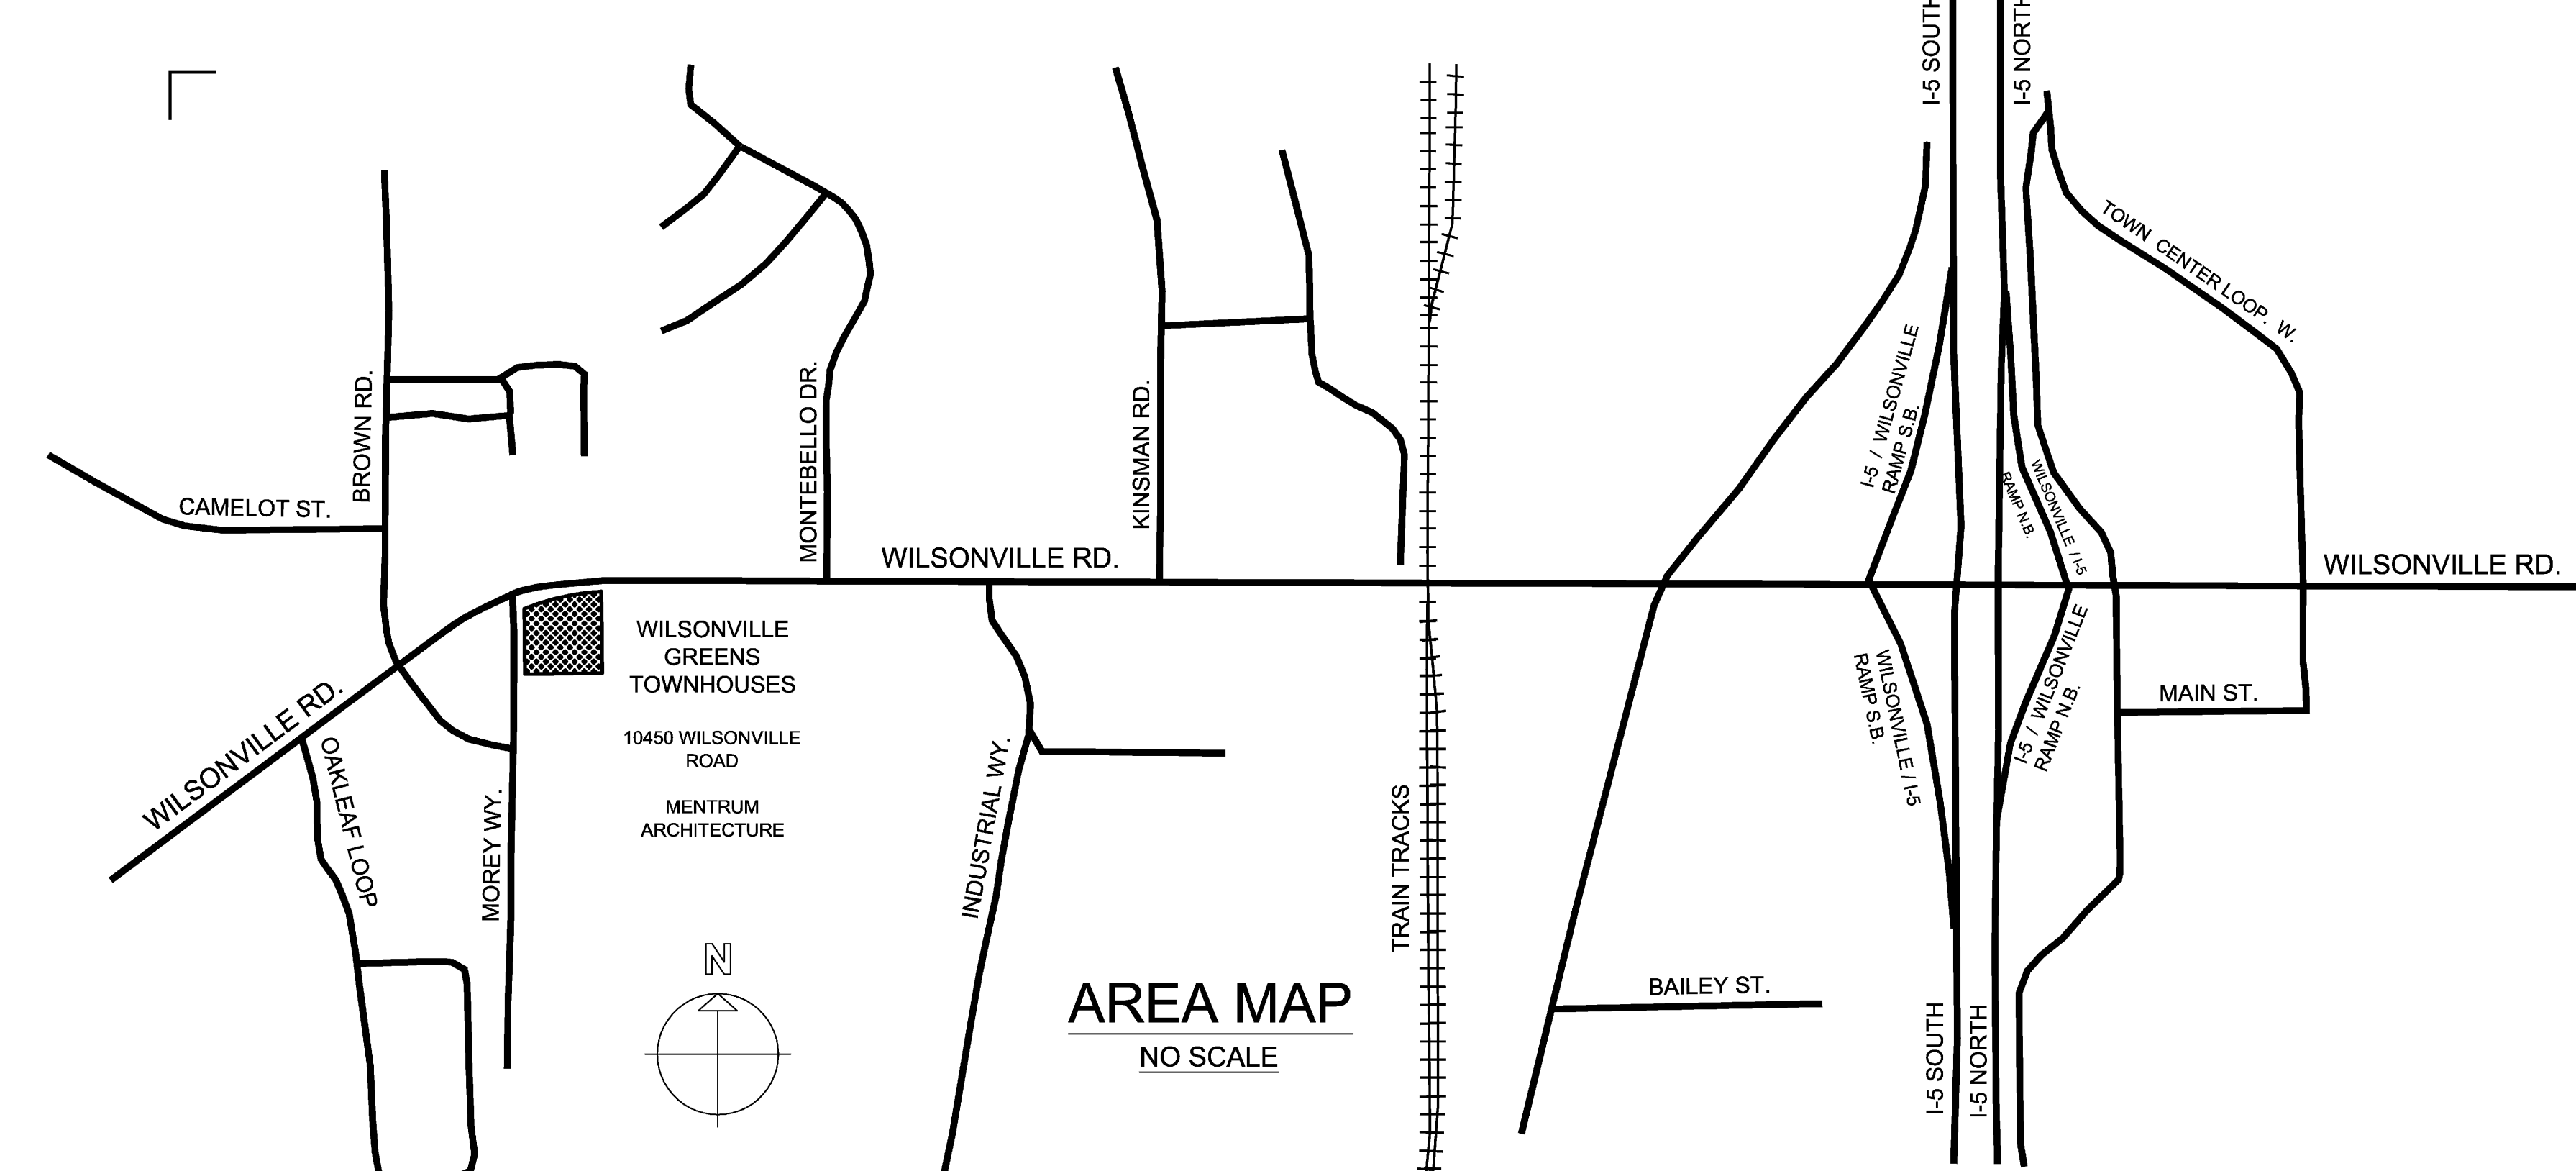 I-5 SOUTH
I-5 NORTH
TOWN CENTER LOOP. W.
BROWN RD.
MONTEBELLO DR.
KINSMAN RD.
I-5 / WILSONVILLE
RAMP S.B.
WILSONVILLE / I-5
RAMP N.B.
CAMELOT ST.
WILSONVILLE RD.
WILSONVILLE RD.
WILSONVILLE
GREENS
TOWNHOUSES
10450 WILSONVILLE
ROAD
MENTRUM
ARCHITECTURE
WILSONVILLE RD.
OAKLEAF LOOP
MOREY WY.
INDUSTRIAL WY.
TRAIN TRACKS
WILSONVILLE / I-5
RAMP S.B.
I-5 / WILSONVILLE
RAMP N.B.
MAIN ST.
N
AREA MAP
NO SCALE
BAILEY ST.
I-5 SOUTH
I-5 NORTH